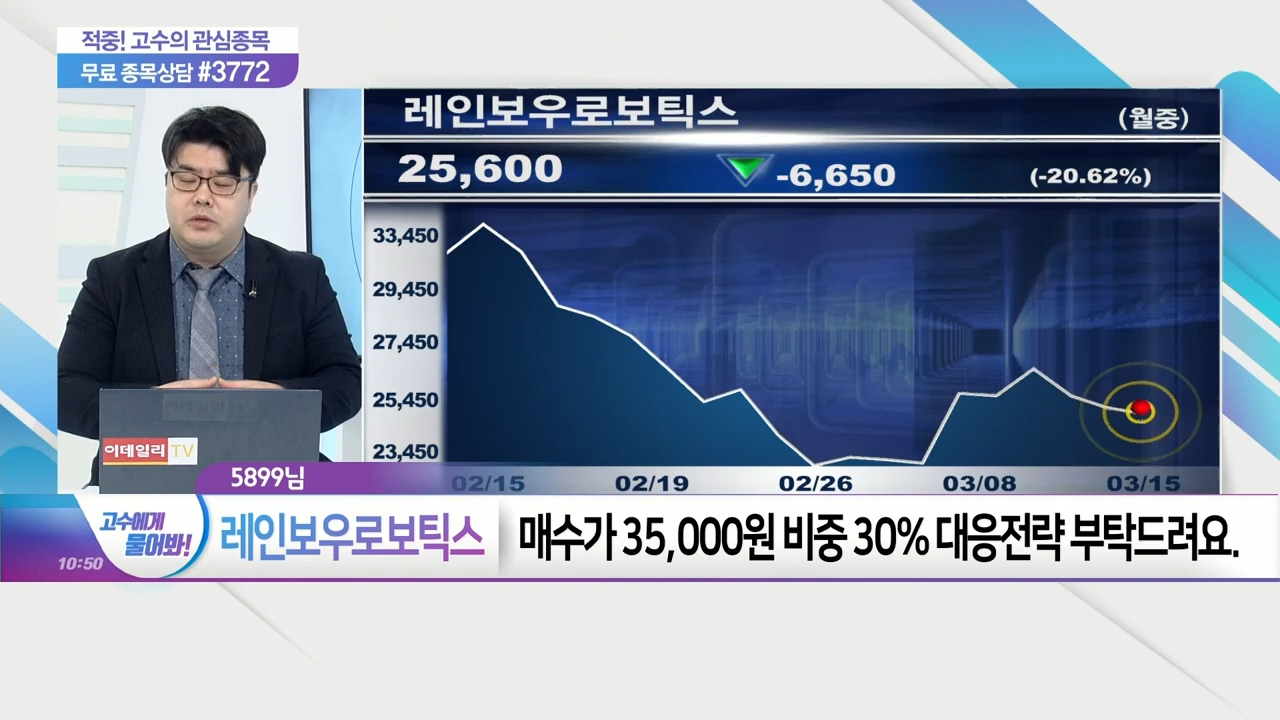 적중! 고수의 관심종목
무료 종목상담 #3772
레인보우로보틱스
(월중)
25,600
-6,650
(-20.62%)
33,450
29,450
27,450
25,450
23,450
02/15
02/19
02/26
03/08
03/15
이데일리 TV
5899님
고수에게
물어봐!
10:50
레인보우로보틱스
매수가 35,000원 비중 30% 대응전략 부탁드려요.